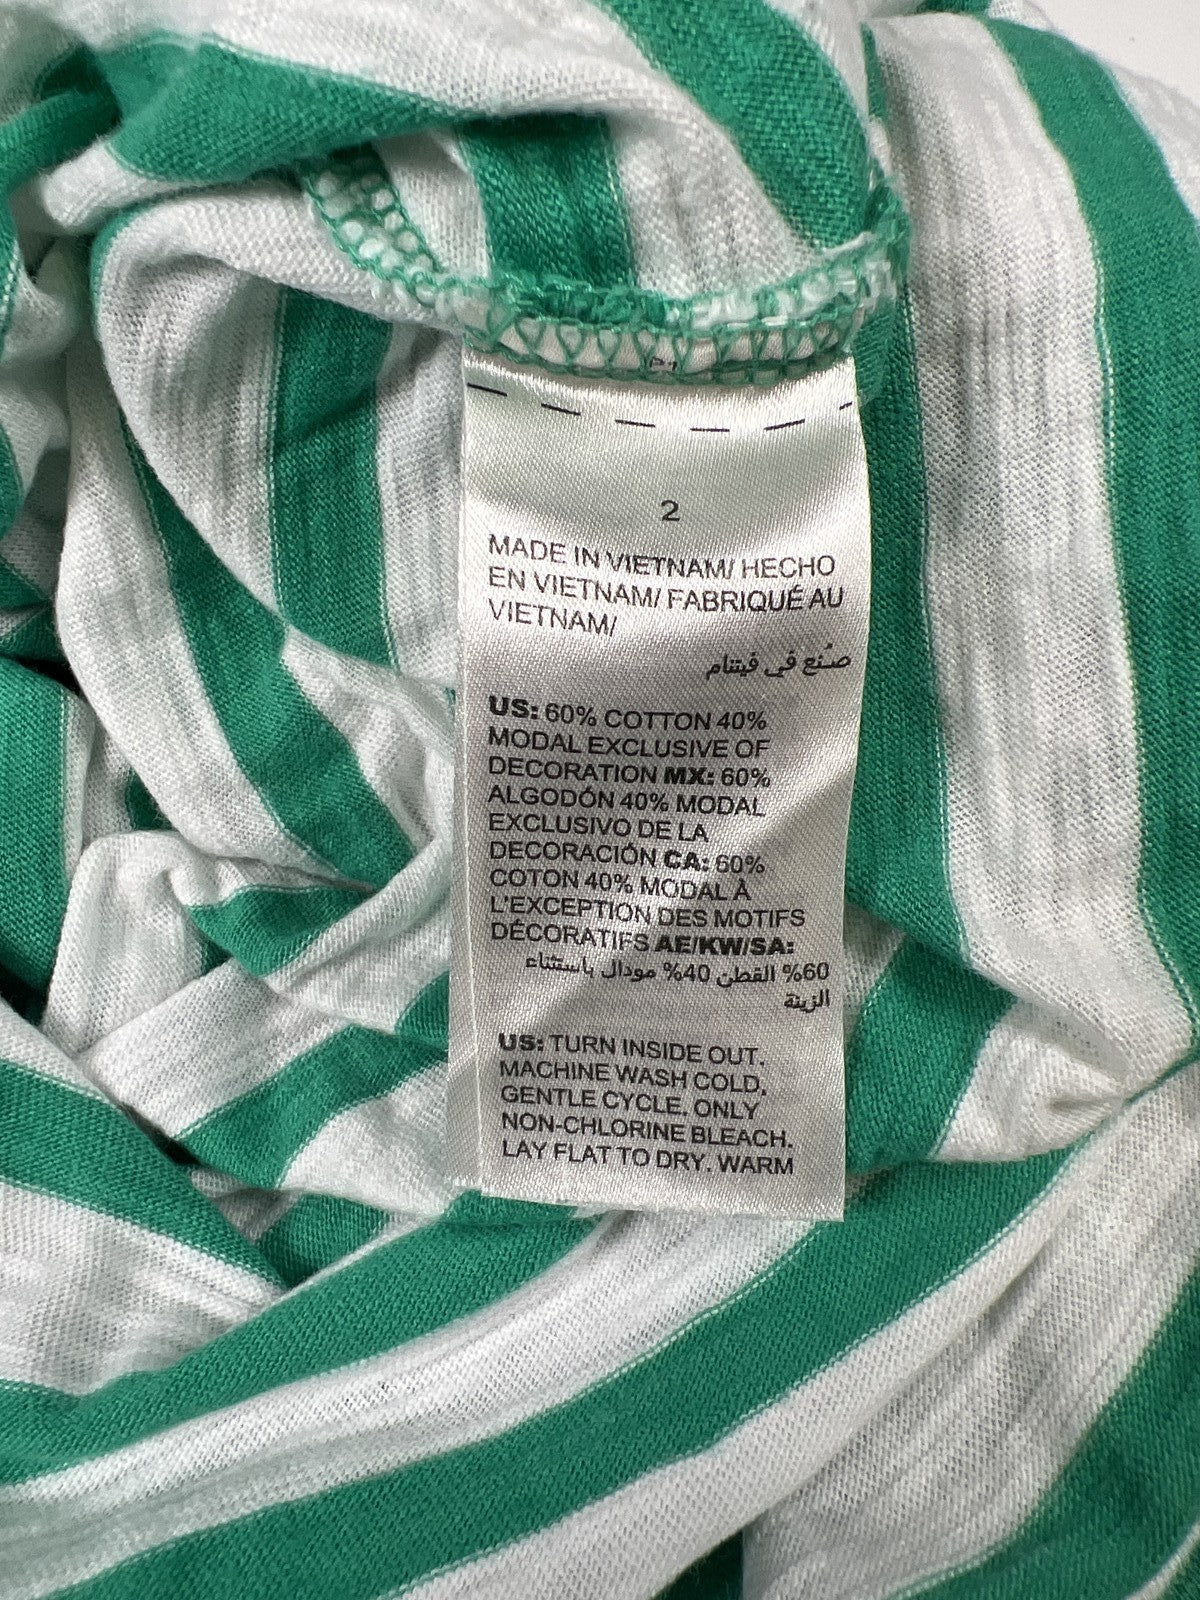 2
MADE IN VIETNAM/ HECHO
EN VIETNAM/ FABRIQUÉ AU
VIETNAM/
صُنع في فيتنام
US: 60% COTTON 40%
MODAL EXCLUSIVE OF
DECORATION MX: 60%
ALGODÓN 40% MODAL
EXCLUSIVO DE LA
DECORACIÓN CA: 60%
COTON 40% MODAL À
L'EXCEPTION DES MOTIFS
DÉCORATIFS AE/KW/SA:
60% القطن 40% مودال باستثناء
الزينة
US: TURN INSIDE OUT.
MACHINE WASH COLD,
GENTLE CYCLE. ONLY
NON-CHLORINE BLEACH.
LAY FLAT TO DRY. WARM